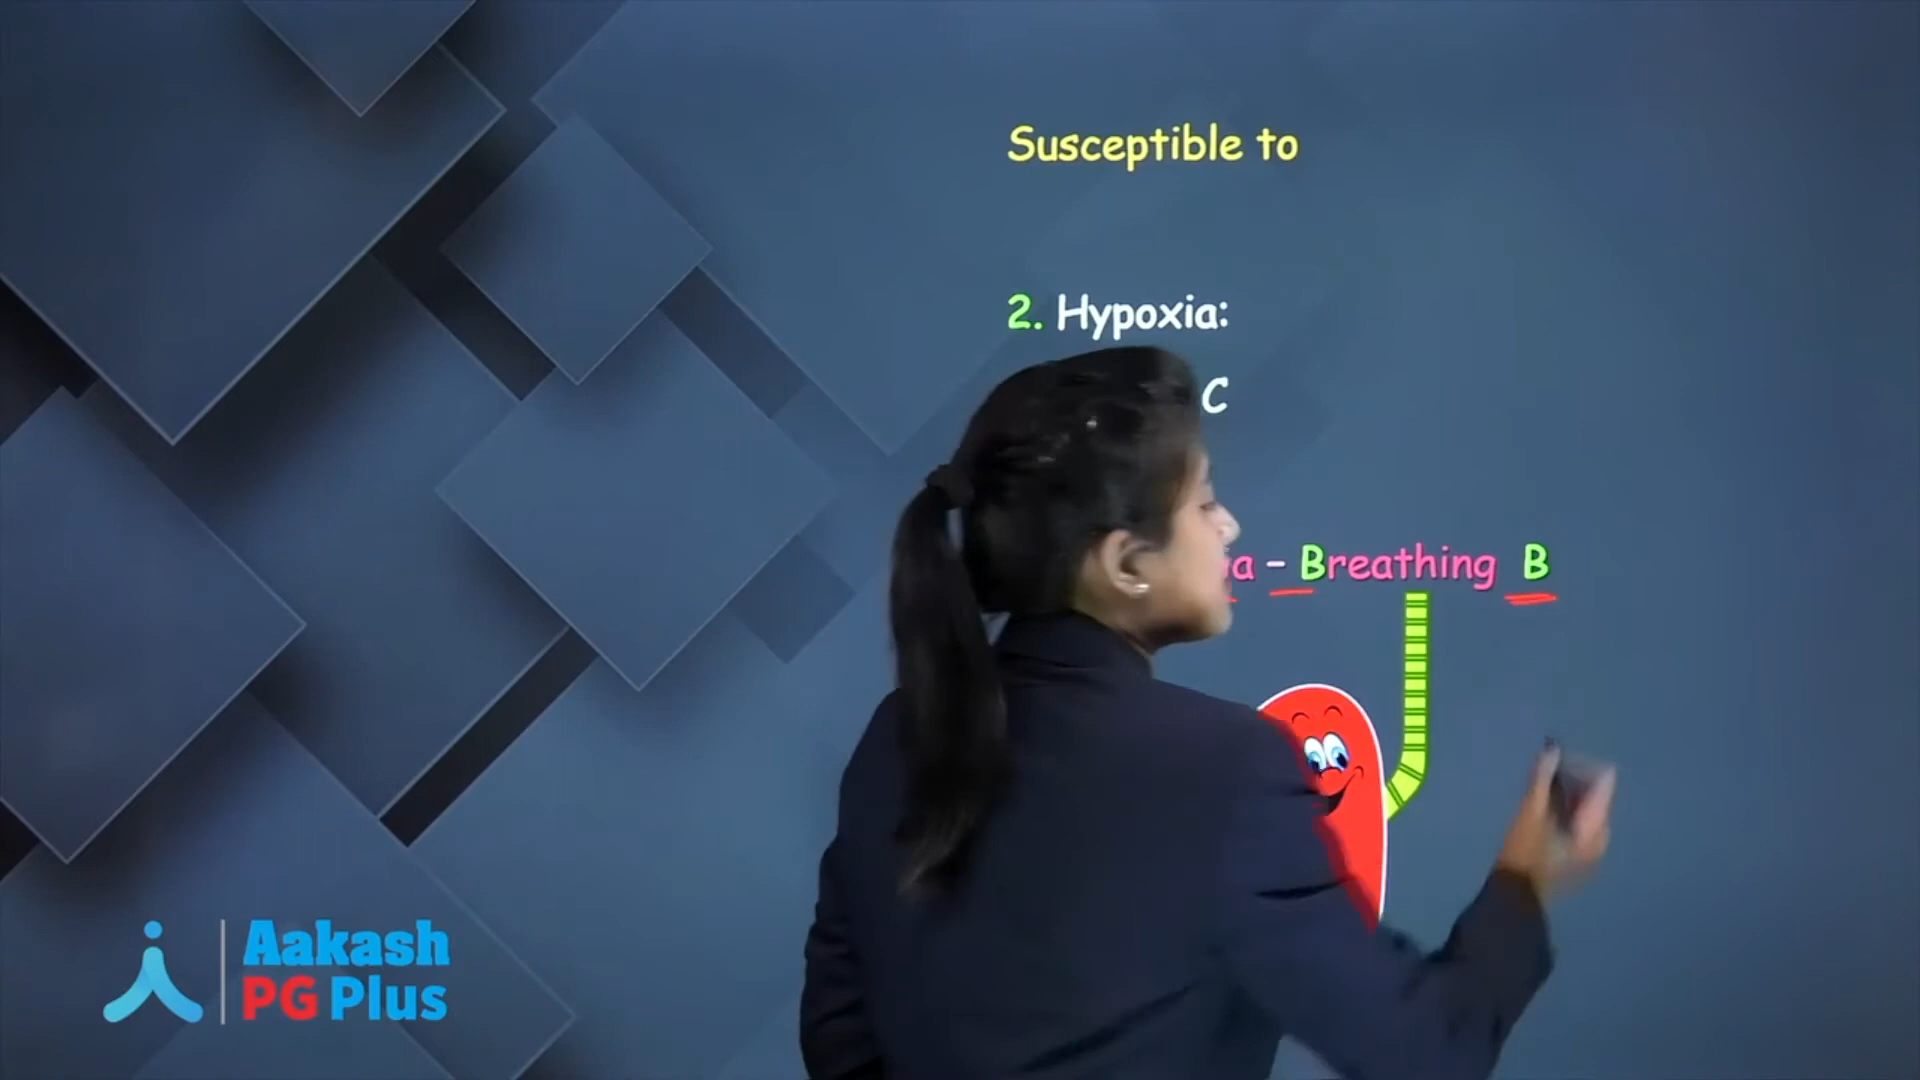 Susceptible to
2. Hypoxia:
C
– Breathing B
Aakash
PG Plus